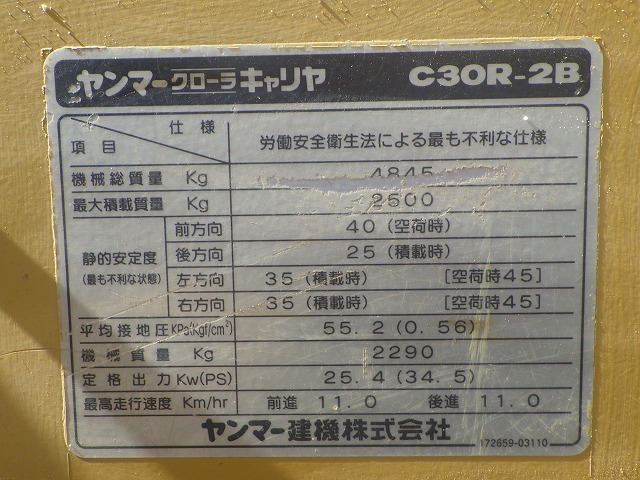 ヤンマークローラキャリヤ C30R-2B
仕様 労働安全衛生法による最も不利な仕様
項目
機械総質量 Kg 4845
最大積載質量 Kg 2500
静的安定度 (最も不利な状態) 前方向 40 (空荷時)
後方向 25 (積載時)
左方向 35 (積載時) [空荷時45]
右方向 35 (積載時) [空荷時45]
平均接地圧 KPa(Kgf/cm²) 55.2 (0.56)
機械質量 Kg 2290
定格出力 Kw(PS) 25.4 (34.5)
最高走行速度 Km/hr 前進 11.0 後進 11.0
ヤンマー建機株式会社 172659-03110